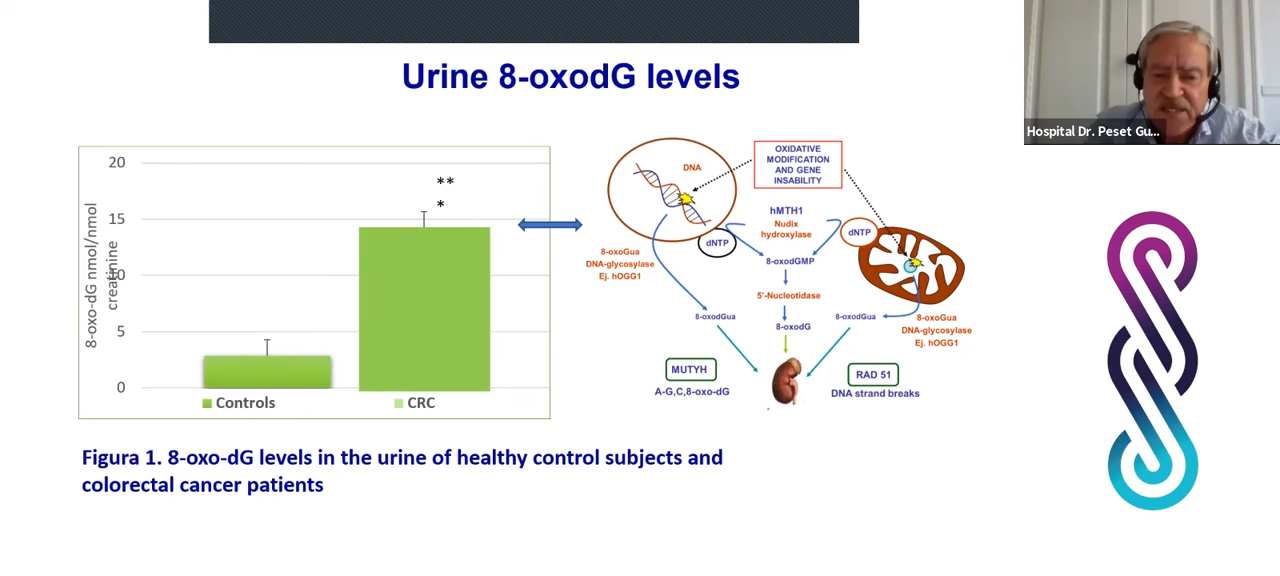 Urine 8-oxodG levels
Hospital Dr. Peset Gu...
8-oxo-dG nmol/nmol
creatinine
20
15
10
5
0
**
*
Controls
CRC
DNA
OXIDATIVE
MODIFICATION
AND GENE
INSABILITY
hMTH1
Nudix
hydroxylase
dNTP
dNTP
8-oxoGua
DNA-glycosylase
Ej. hOGG1
8-oxodGMP
5'-Nucleotidase
8-oxodGua
8-oxodG
8-oxodGua
8-oxoGua
DNA-glycosylase
Ej. hOGG1
MUTYH
A-G,C,8-oxo-dG
RAD 51
DNA strand breaks
Figura 1. 8-oxo-dG levels in the urine of healthy control subjects and
colorectal cancer patients